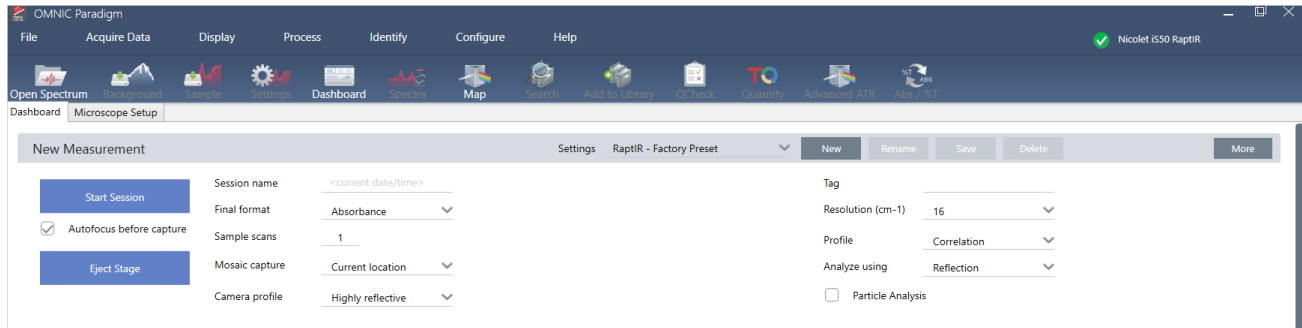 OMNIC Paradigm
File Acquire Data Display Process Identify Configure Help Nicolet iS50 RaptIR
Open Spectrum Background Sample Settings Dashboard Spectra Map Search Add to Library QCheck Quantify Advanced ATR Abs / %T
Dashboard Microscope Setup
New Measurement Settings RaptIR - Factory Preset New Rename Save Delete More
Start Session Session name <current date/time> Tag
Final format Absorbance Resolution (cm-1) 16
Autofocus before capture Sample scans 1 Profile Correlation
Eject Stage Mosaic capture Current location Analyze using Reflection
Camera profile Highly reflective Particle Analysis